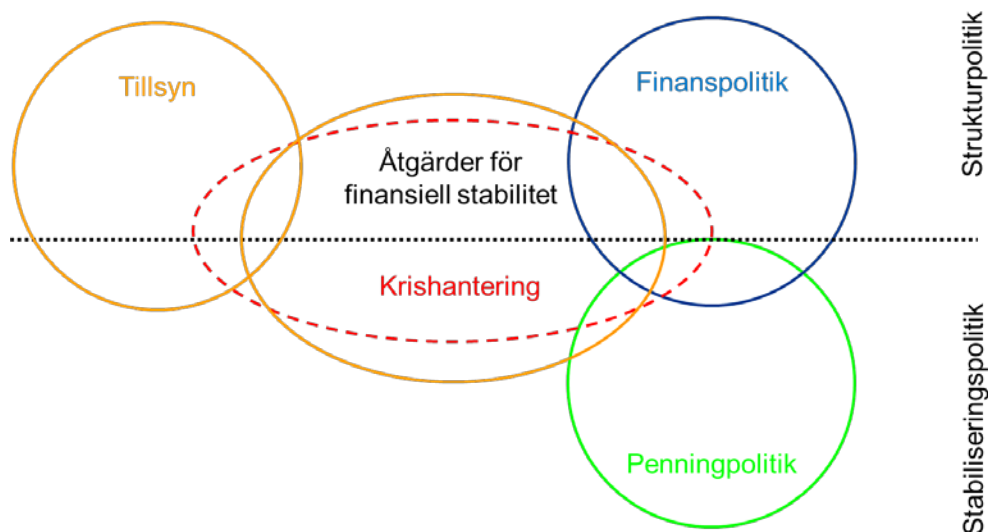 Tillsyn
Finanspolitik
Strukturpolitik
Åtgärder för
finansiell stabilitet
Krishantering
Penningpolitik
Stabiliseringspolitik